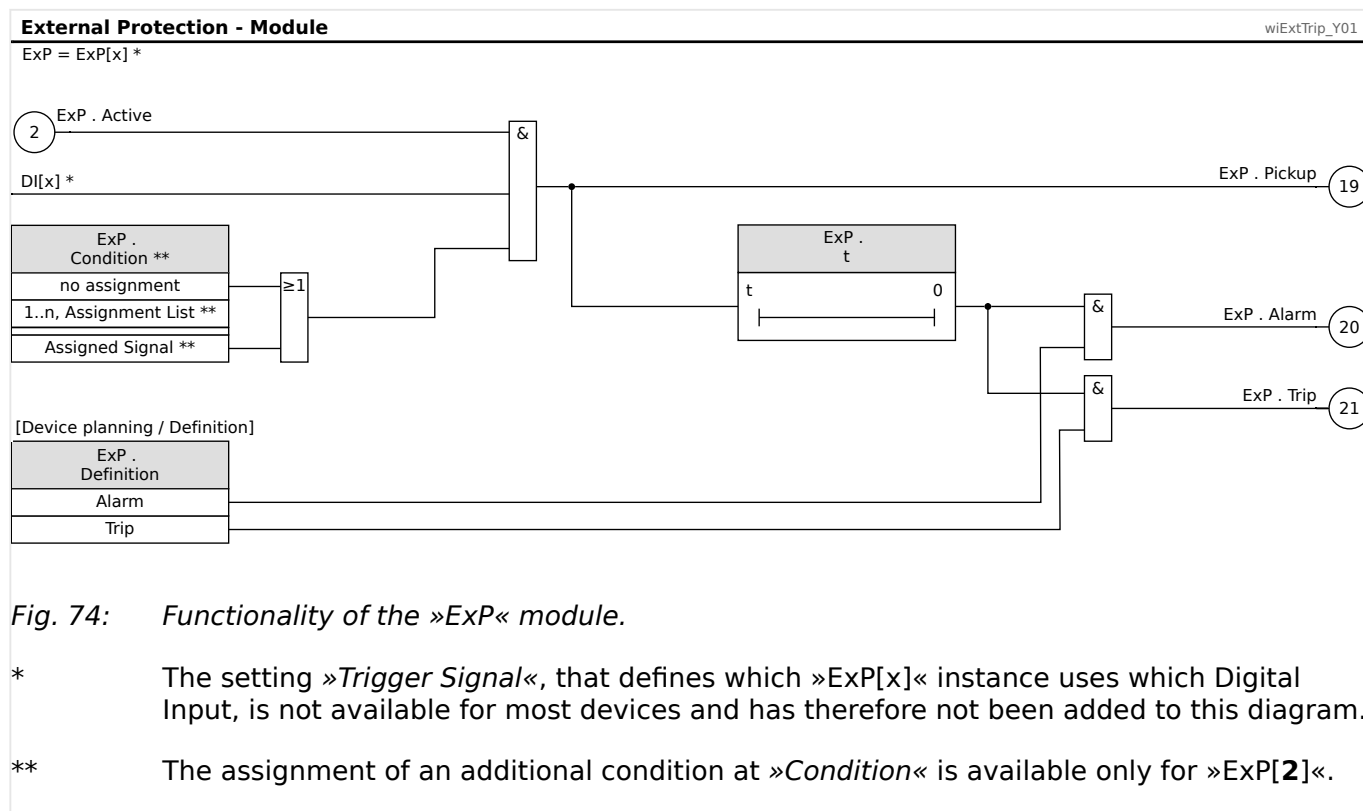 External Protection - Module
wiExtTrip_Y01
ExP = ExP[x] *
2
ExP . Active
&
DI[x] *
ExP . Pickup
19
ExP .
Condition **
no assignment
1..n, Assignment List **
Assigned Signal **
≥1
ExP .
t
t
0
&
ExP . Alarm
20
&
ExP . Trip
21
[Device planning / Definition]
ExP .
Definition
Alarm
Trip
Fig. 74: Functionality of the »ExP« module.
* The setting »Trigger Signal«, that defines which »ExP[x]« instance uses which Digital
Input, is not available for most devices and has therefore not been added to this diagram.
** The assignment of an additional condition at »Condition« is available only for »ExP[2]«.